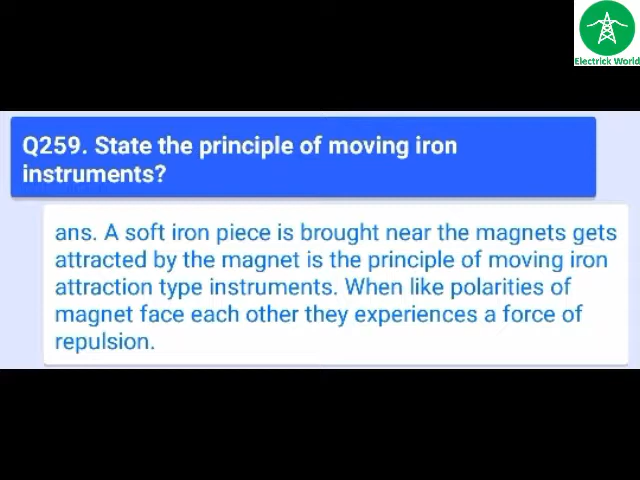 Electrick World
Q259. State the principle of moving iron
instruments?
ans. A soft iron piece is brought near the magnets gets
attracted by the magnet is the principle of moving iron
attraction type instruments. When like polarities of
magnet face each other they experiences a force of
repulsion.